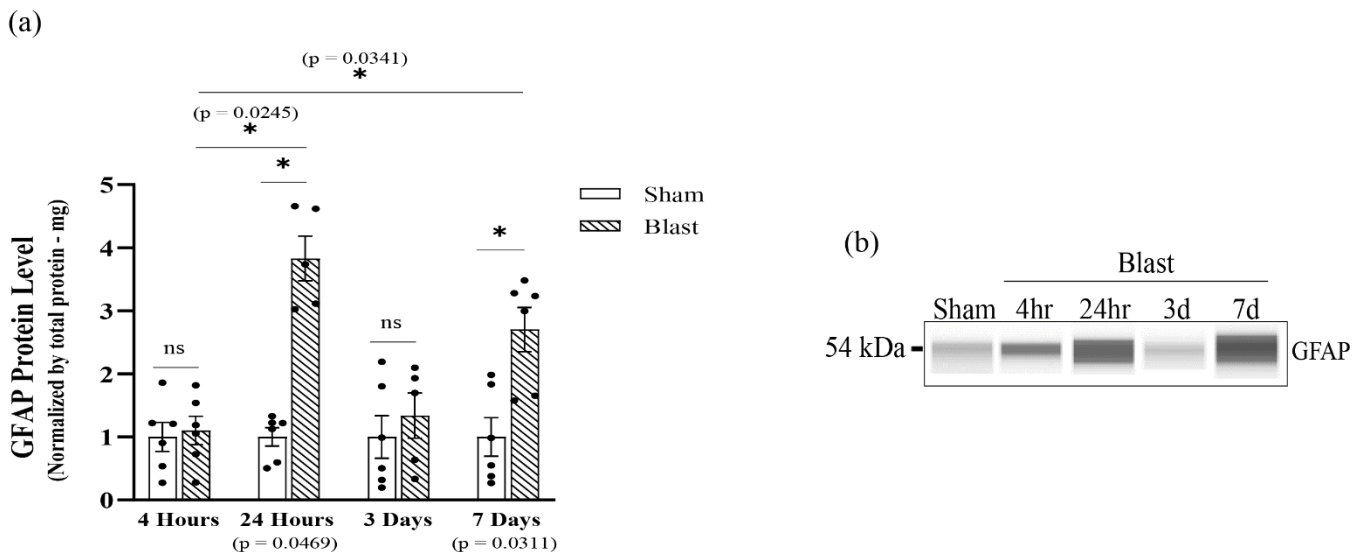 (a)
(p = 0.0341)
*
(p = 0.0245)
*
*
5
4
3
2
1
0
GFAP Protein Level
(Normalized by total protein - mg)
ns
ns
*
Sham
Blast
4 Hours 24 Hours 3 Days 7 Days
(p = 0.0469) (p = 0.0311)
(b)
Blast
Sham 4hr 24hr 3d 7d
54 kDa
GFAP